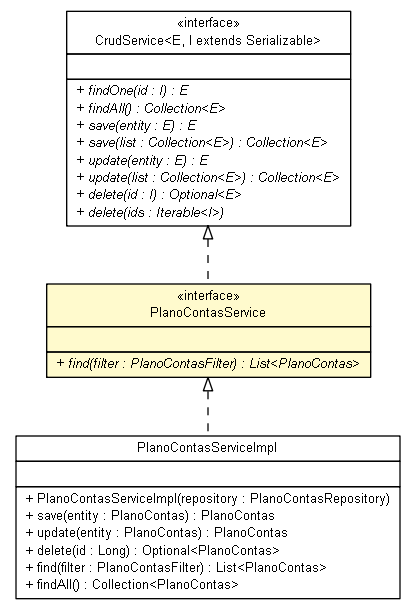 «interface»
CrudService<E, I extends Serializable>
+ findOne(id : I) : E
+ findAll() : Collection<E>
+ save(entity : E) : E
+ save(list : Collection<E>) : Collection<E>
+ update(entity : E) : E
+ update(list : Collection<E>) : Collection<E>
+ delete(id : I) : Optional<E>
+ delete(ids : Iterable<I>)
«interface»
PlanoContasService
+ find(filter : PlanoContasFilter) : List<PlanoContas>
PlanoContasServiceImpl
+ PlanoContasServiceImpl(repository : PlanoContasRepository)
+ save(entity : PlanoContas) : PlanoContas
+ update(entity : PlanoContas) : PlanoContas
+ delete(id : Long) : Optional<PlanoContas>
+ find(filter : PlanoContasFilter) : List<PlanoContas>
+ findAll() : Collection<PlanoContas>